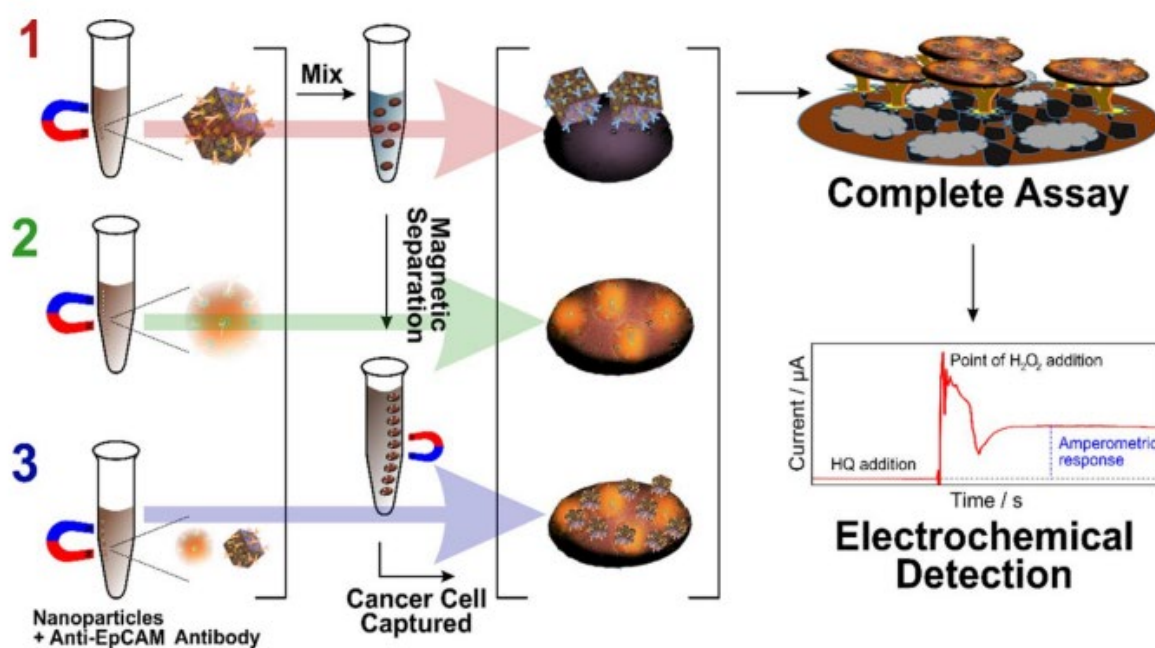 1
Mix
2
Magnetic
Separation
3
Nanoparticles
+ Anti-EpCAM Antibody
Cancer Cell
Captured
Complete Assay
Current / µA
Point of H₂O₂ addition
HQ addition
Amperometric
response
Time / s
Electrochemical
Detection